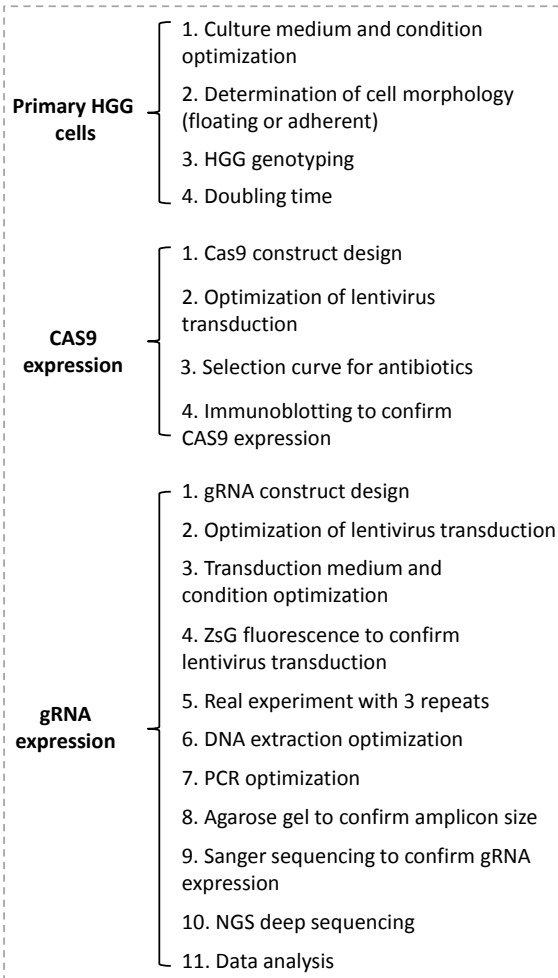 Primary HGG
cells
1. Culture medium and condition
optimization
2. Determination of cell morphology
(floating or adherent)
3. HGG genotyping
4. Doubling time
CAS9
expression
1. Cas9 construct design
2. Optimization of lentivirus
transduction
3. Selection curve for antibiotics
4. Immunoblotting to confirm
CAS9 expression
gRNA
expression
1. gRNA construct design
2. Optimization of lentivirus transduction
3. Transduction medium and
condition optimization
4. ZsG fluorescence to confirm
lentivirus transduction
5. Real experiment with 3 repeats
6. DNA extraction optimization
7. PCR optimization
8. Agarose gel to confirm amplicon size
9. Sanger sequencing to confirm gRNA
expression
10. NGS deep sequencing
11. Data analysis